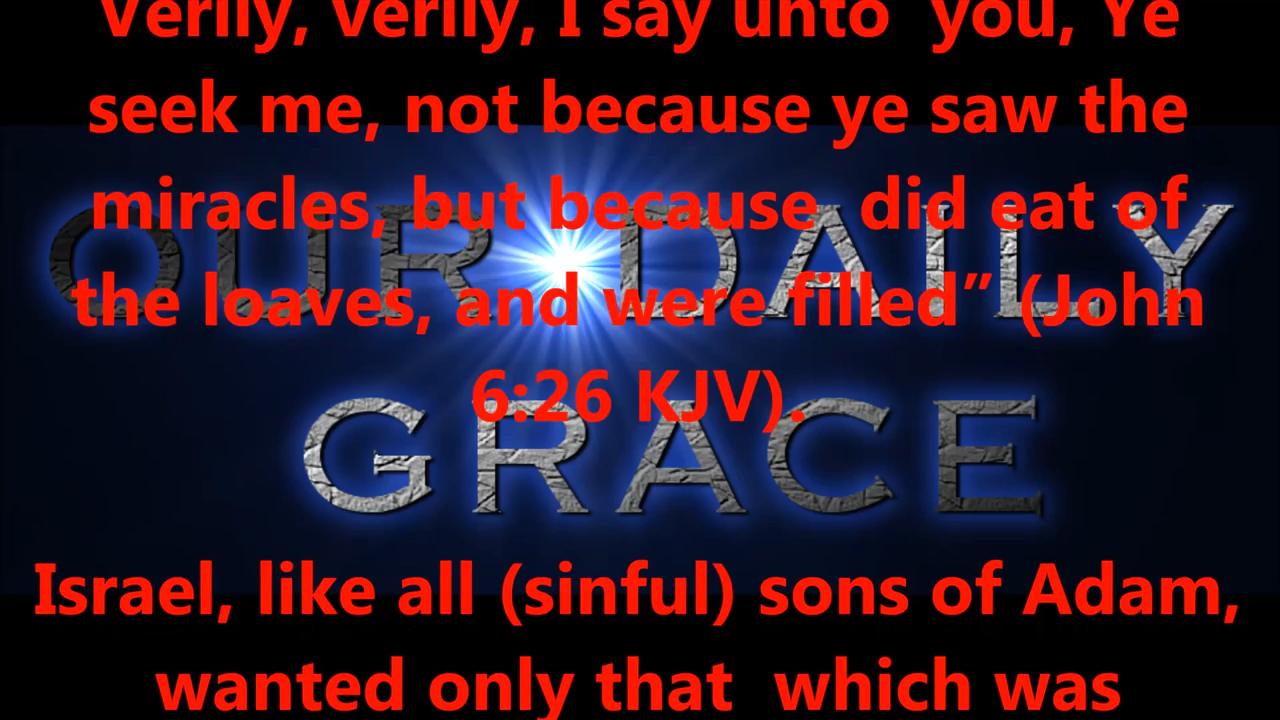 Verily, verily, I say unto  you, Ye
seek me, not because ye saw the
miracles, but because  did eat of
the loaves, and were filled” (John
6:26 KJV).
OUR DAILY
GRACE
Israel, like all (sinful) sons of Adam,
wanted only that  which was